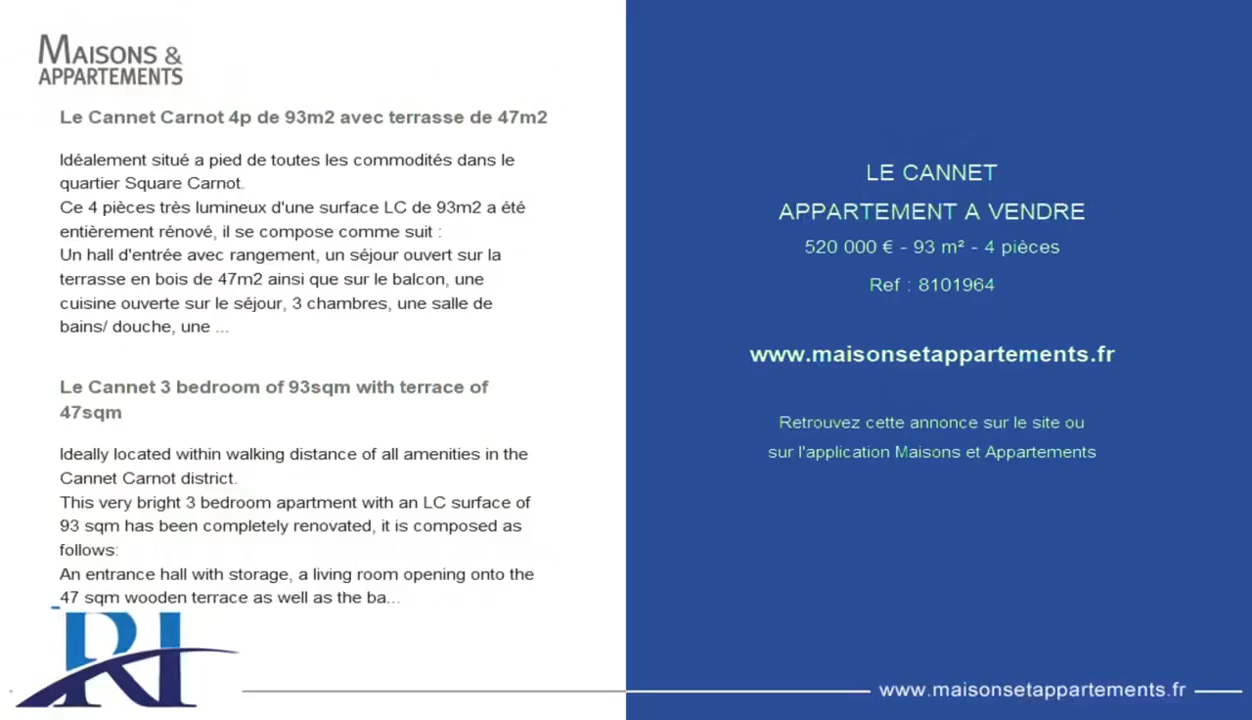 MAISONS &
APPARTEMENTS
Le Cannet Carnot 4p de 93m2 avec terrasse de 47m2
Idéalement situé a pied de toutes les commodités dans le
quartier Square Carnot.
Ce 4 pièces très lumineux d'une surface LC de 93m2 a été
entièrement rénové, il se compose comme suit :
Un hall d'entrée avec rangement, un séjour ouvert sur la
terrasse en bois de 47m2 ainsi que sur le balcon, une
cuisine ouverte sur le séjour, 3 chambres, une salle de
bains/ douche, une ...
Le Cannet 3 bedroom of 93sqm with terrace of
47sqm
Ideally located within walking distance of all amenities in the
Cannet Carnot district.
This very bright 3 bedroom apartment with an LC surface of
93 sqm has been completely renovated, it is composed as
follows:
An entrance hall with storage, a living room opening onto the
47 sqm wooden terrace as well as the ba...
RI
LE CANNET
APPARTEMENT A VENDRE
520 000 € - 93 m² - 4 pièces
Ref : 8101964
www.maisonsetappartements.fr
Retrouvez cette annonce sur le site ou
sur l'application Maisons et Appartements
www.maisonsetappartements.fr